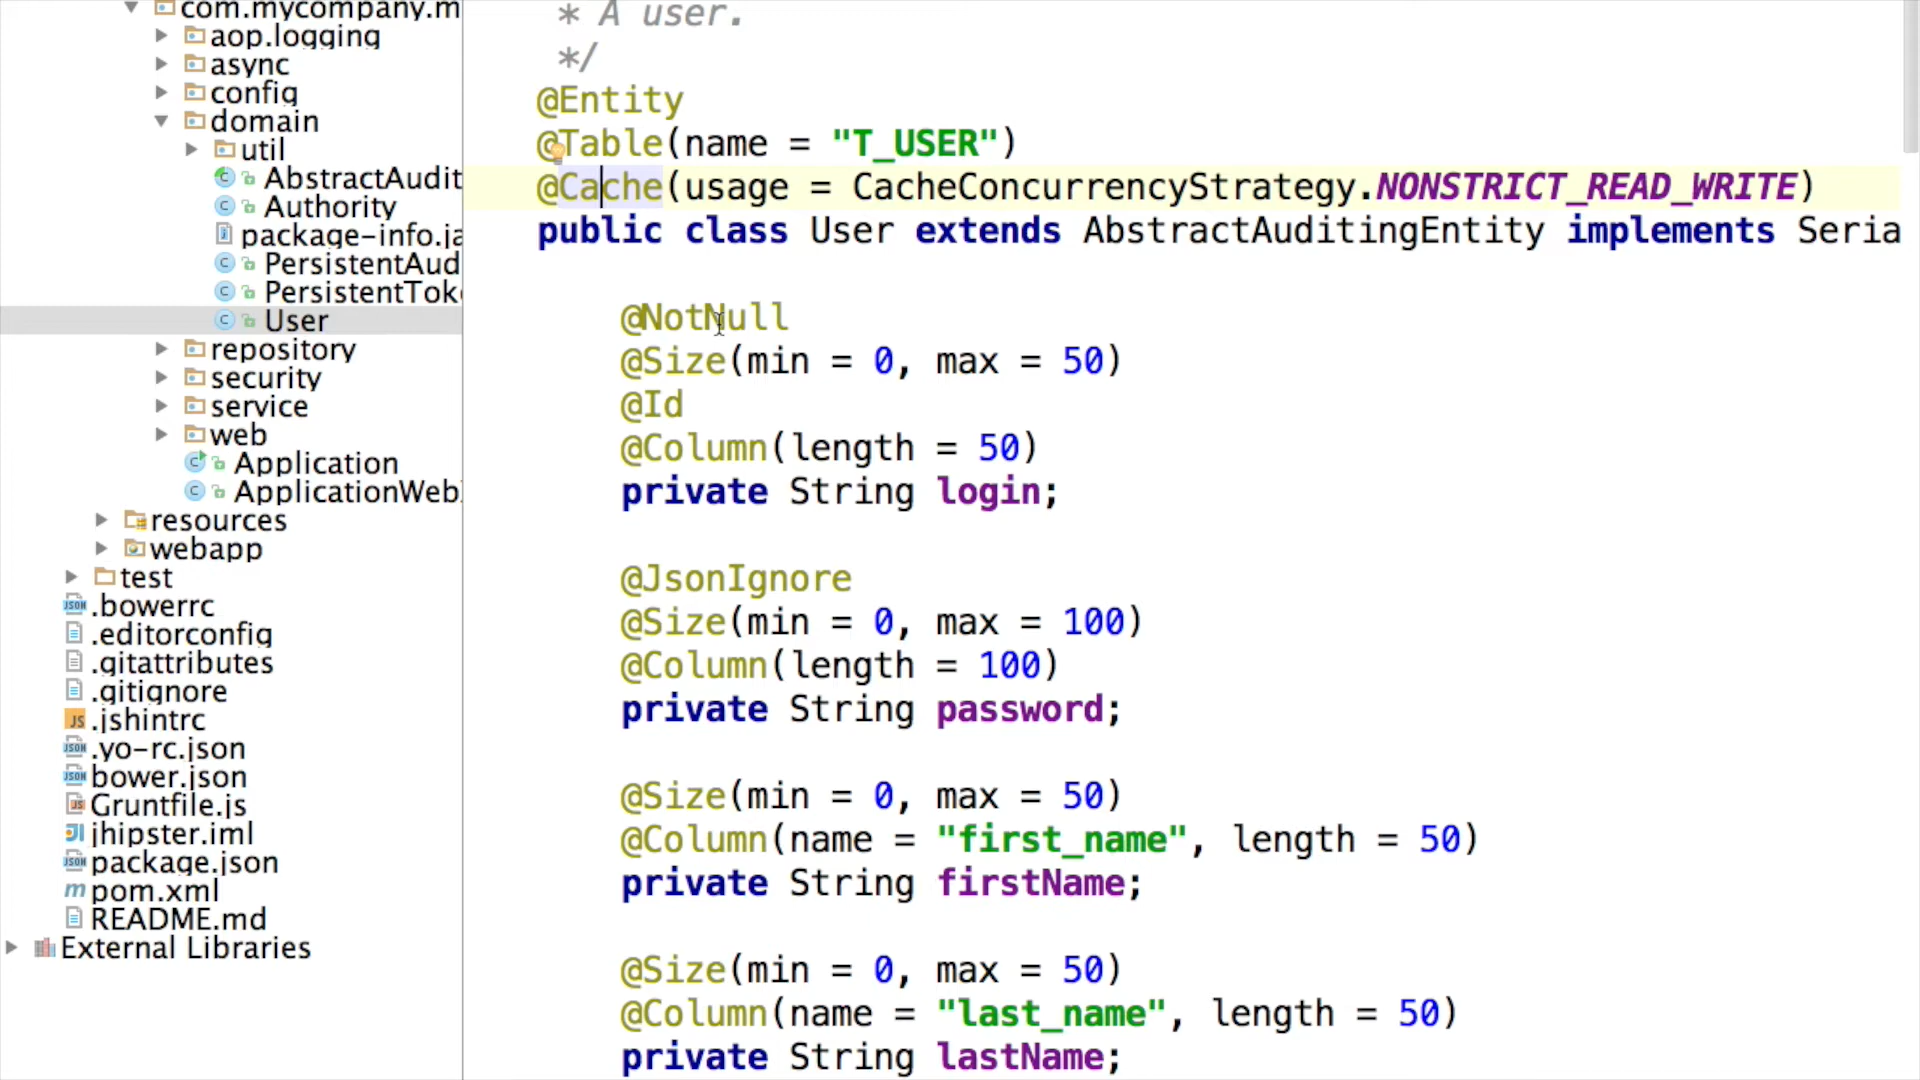 com.mycompany.m
aop.logging
async
config
domain
util
AbstractAudit
Authority
package-info.ja
PersistentAud
PersistentTok
User
repository
security
service
web
Application
ApplicationWeb
resources
webapp
test
.bowerrc
.editorconfig
.gitattributes
.gitignore
.jshintrc
.yo-rc.json
bower.json
Gruntfile.js
jhipster.iml
package.json
pom.xml
README.md
External Libraries
* A user.
*/
@Entity
@Table(name = "T_USER")
@Cache(usage = CacheConcurrencyStrategy.NONSTRICT_READ_WRITE)
public class User extends AbstractAuditingEntity implements Seria
@NotNull
@Size(min = 0, max = 50)
@Id
@Column(length = 50)
private String login;
@JsonIgnore
@Size(min = 0, max = 100)
@Column(length = 100)
private String password;
@Size(min = 0, max = 50)
@Column(name = "first_name", length = 50)
private String firstName;
@Size(min = 0, max = 50)
@Column(name = "last_name", length = 50)
private String lastName;